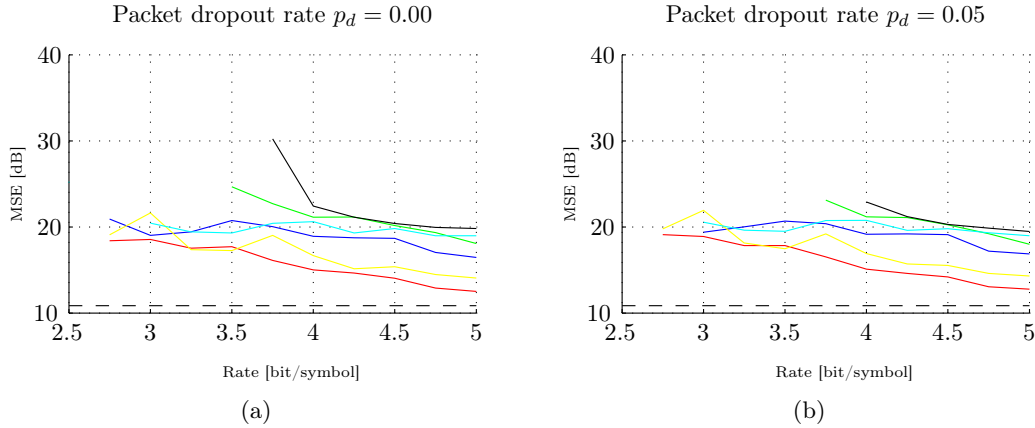 Packet dropout rate p_d = 0.00
40
30
20
10
MSE [dB]
2.5 3 3.5 4 4.5 5
Rate [bit/symbol]
(a)
Packet dropout rate p_d = 0.05
40
30
20
10
MSE [dB]
2.5 3 3.5 4 4.5 5
Rate [bit/symbol]
(b)